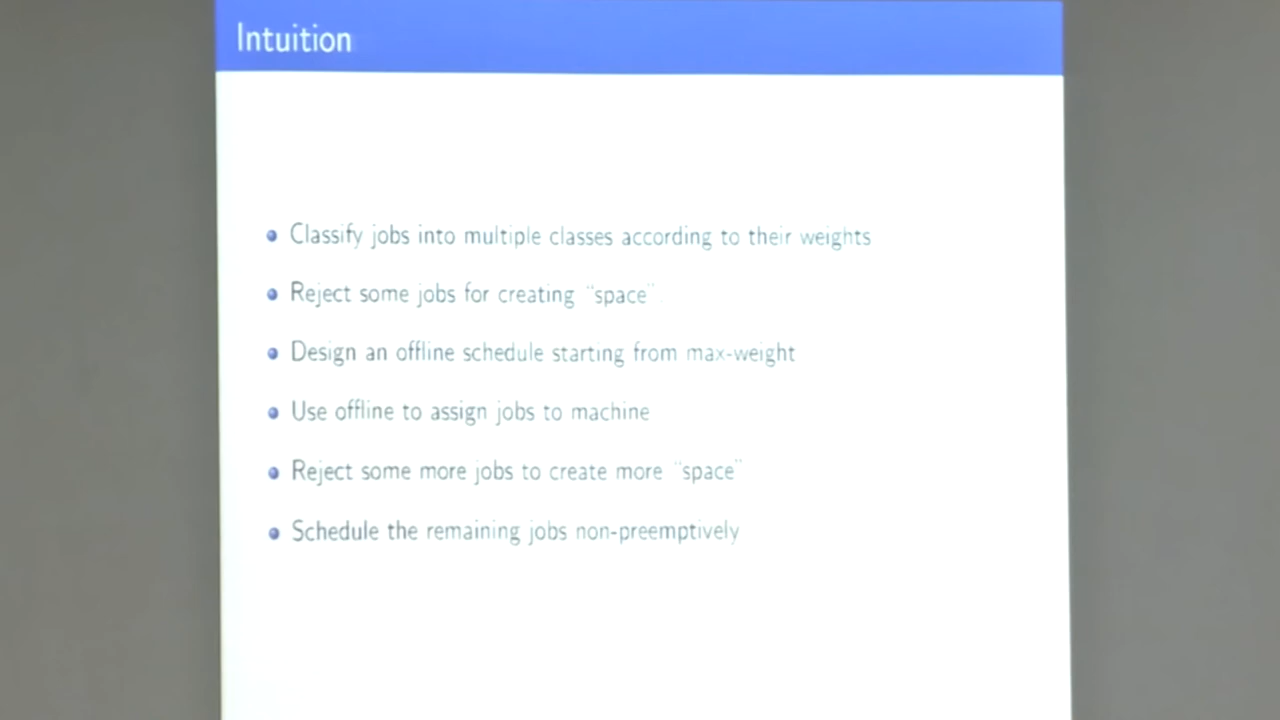 Intuition
Classify jobs into multiple classes according to their weights
Reject some jobs for creating "space".
Design an offline schedule starting from max-weight
Use offline to assign jobs to machine
Reject some more jobs to create more "space"
Schedule the remaining jobs non-preemptively